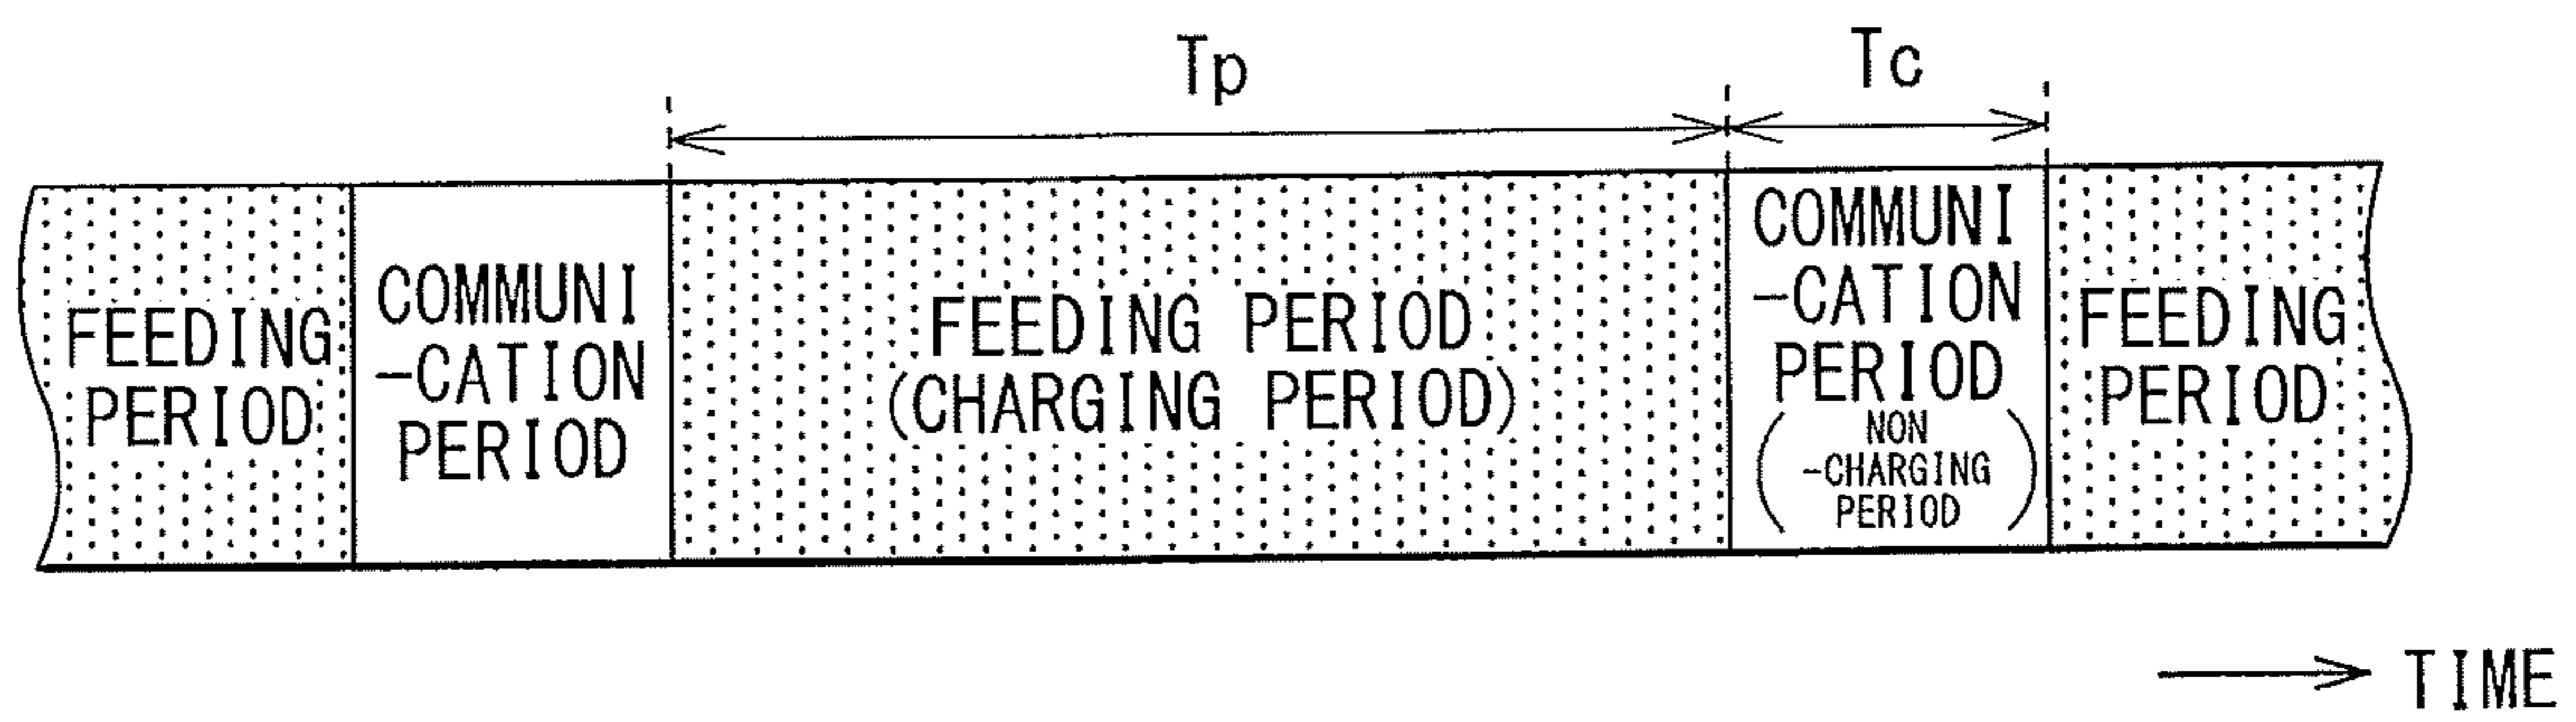 Tp
Tc
FEEDING
PERIOD
COMMUNI
-CATION
PERIOD
FEEDING PERIOD
(CHARGING PERIOD)
COMMUNI
-CATION
PERIOD
(NON
-CHARGING
PERIOD)
FEEDING
PERIOD
TIME